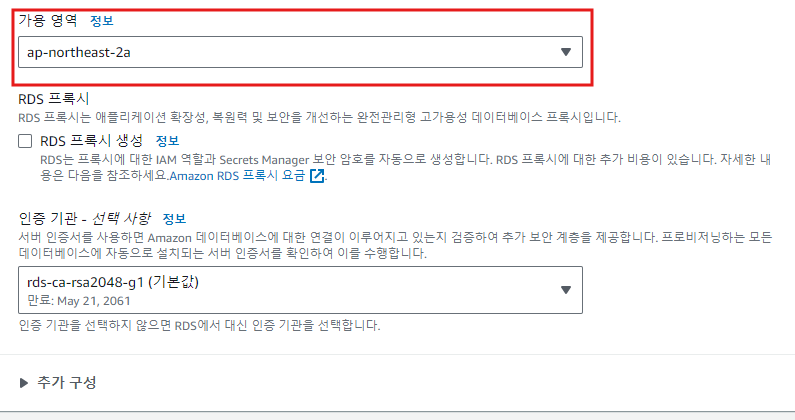 가용 영역 정보
ap-northeast-2a
RDS 프록시
RDS 프록시는 애플리케이션 확장성, 복원력 및 보안을 개선하는 완전관리형 고가용성 데이터베이스 프록시입니다.
RDS 프록시 생성 정보
RDS는 프록시에 대한 IAM 역할과 Secrets Manager 보안 암호를 자동으로 생성합니다. RDS 프록시에 대한 추가 비용이 있습니다. 자세한 내
용은 다음을 참조하세요.Amazon RDS 프록시 요금 .
인증 기관 - 선택 사항 정보
서버 인증서를 사용하면 Amazon 데이터베이스에 대한 연결이 이루어지고 있는지 검증하여 추가 보안 계층을 제공합니다. 프로비저닝하는 모든
데이터베이스에 자동으로 설치되는 서버 인증서를 확인하여 이를 수행합니다.
rds-ca-rsa2048-g1 (기본값)
만료: May 21, 2061
인증 기관을 선택하지 않으면 RDS에서 대신 인증 기관을 선택합니다.
추가 구성